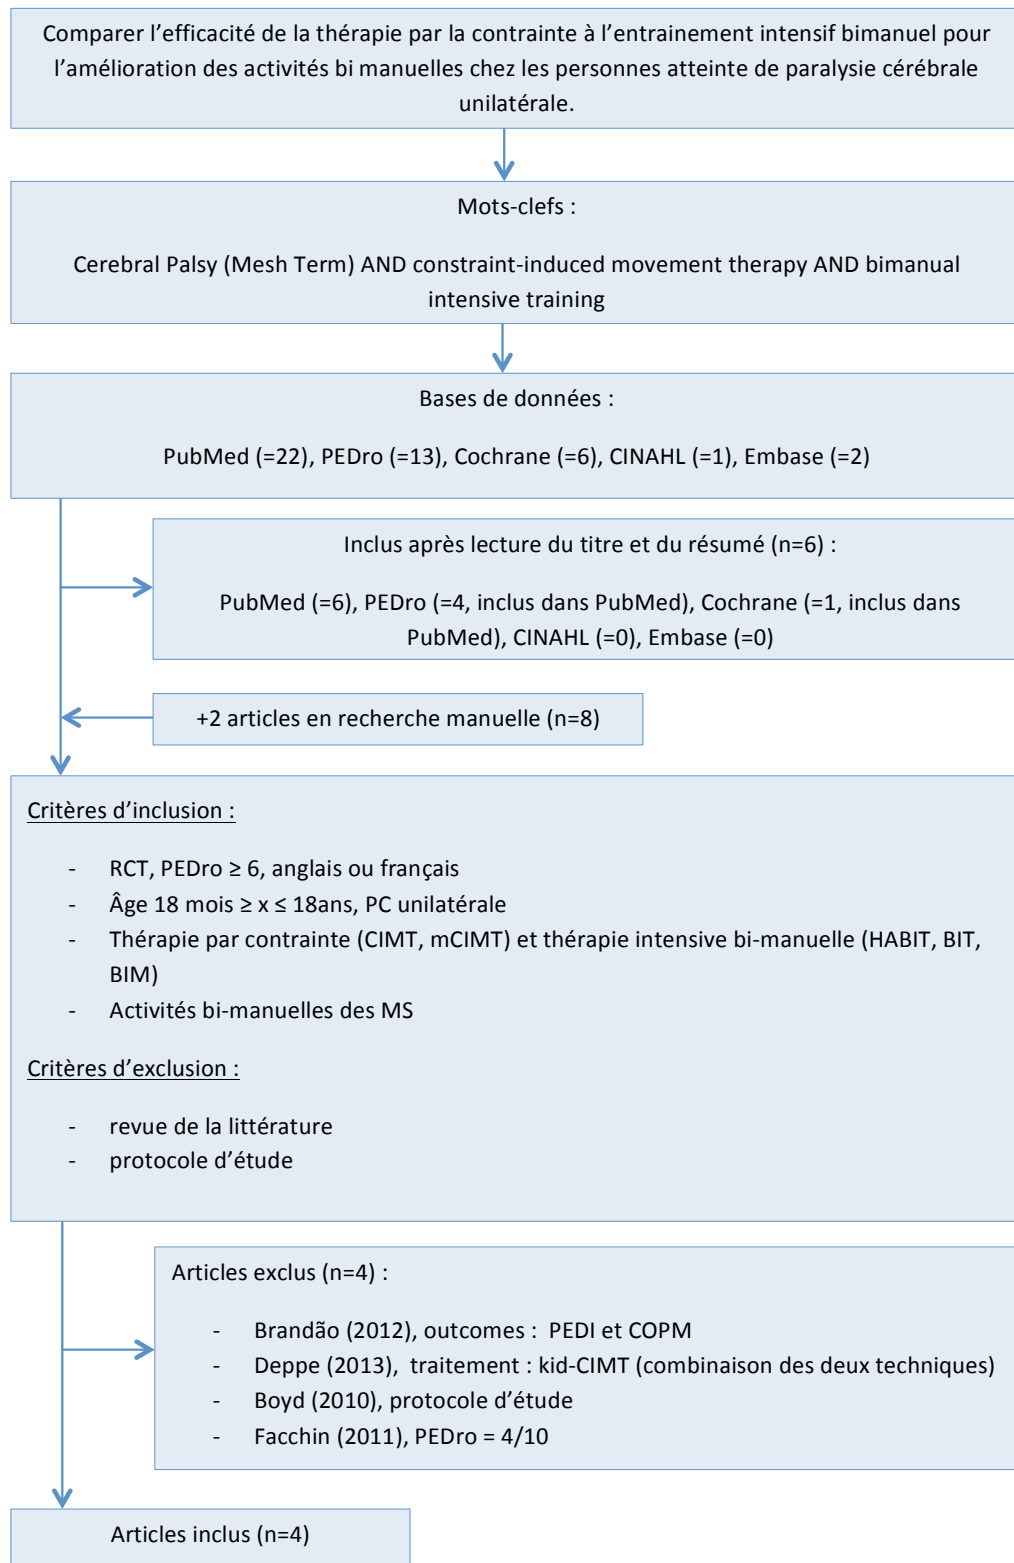 Comparer l’efficacité de la thérapie par la contrainte à l’entrainement intensif bimanuel pour
l’amélioration des activités bi manuelles chez les personnes atteinte de paralysie cérébrale
unilatérale.
Mots-clefs :
Cerebral Palsy (Mesh Term) AND constraint-induced movement therapy AND bimanual
intensive training
Bases de données :
PubMed (=22), PEDro (=13), Cochrane (=6), CINAHL (=1), Embase (=2)
Inclus après lecture du titre et du résumé (n=6) :
PubMed (=6), PEDro (=4, inclus dans PubMed), Cochrane (=1, inclus dans
PubMed), CINAHL (=0), Embase (=0)
+2 articles en recherche manuelle (n=8)
Critères d’inclusion :
- RCT, PEDro ≥ 6, anglais ou français
- Âge 18 mois ≥ x ≤ 18ans, PC unilatérale
- Thérapie par contrainte (CIMT, mCIMT) et thérapie intensive bi-manuelle (HABIT, BIT,
BIM)
- Activités bi-manuelles des MS
Critères d’exclusion :
- revue de la littérature
- protocole d’étude
Articles exclus (n=4) :
- Brandão (2012), outcomes : PEDI et COPM
- Deppe (2013), traitement : kid-CIMT (combinaison des deux techniques)
- Boyd (2010), protocole d’étude
- Facchin (2011), PEDro = 4/10
Articles inclus (n=4)